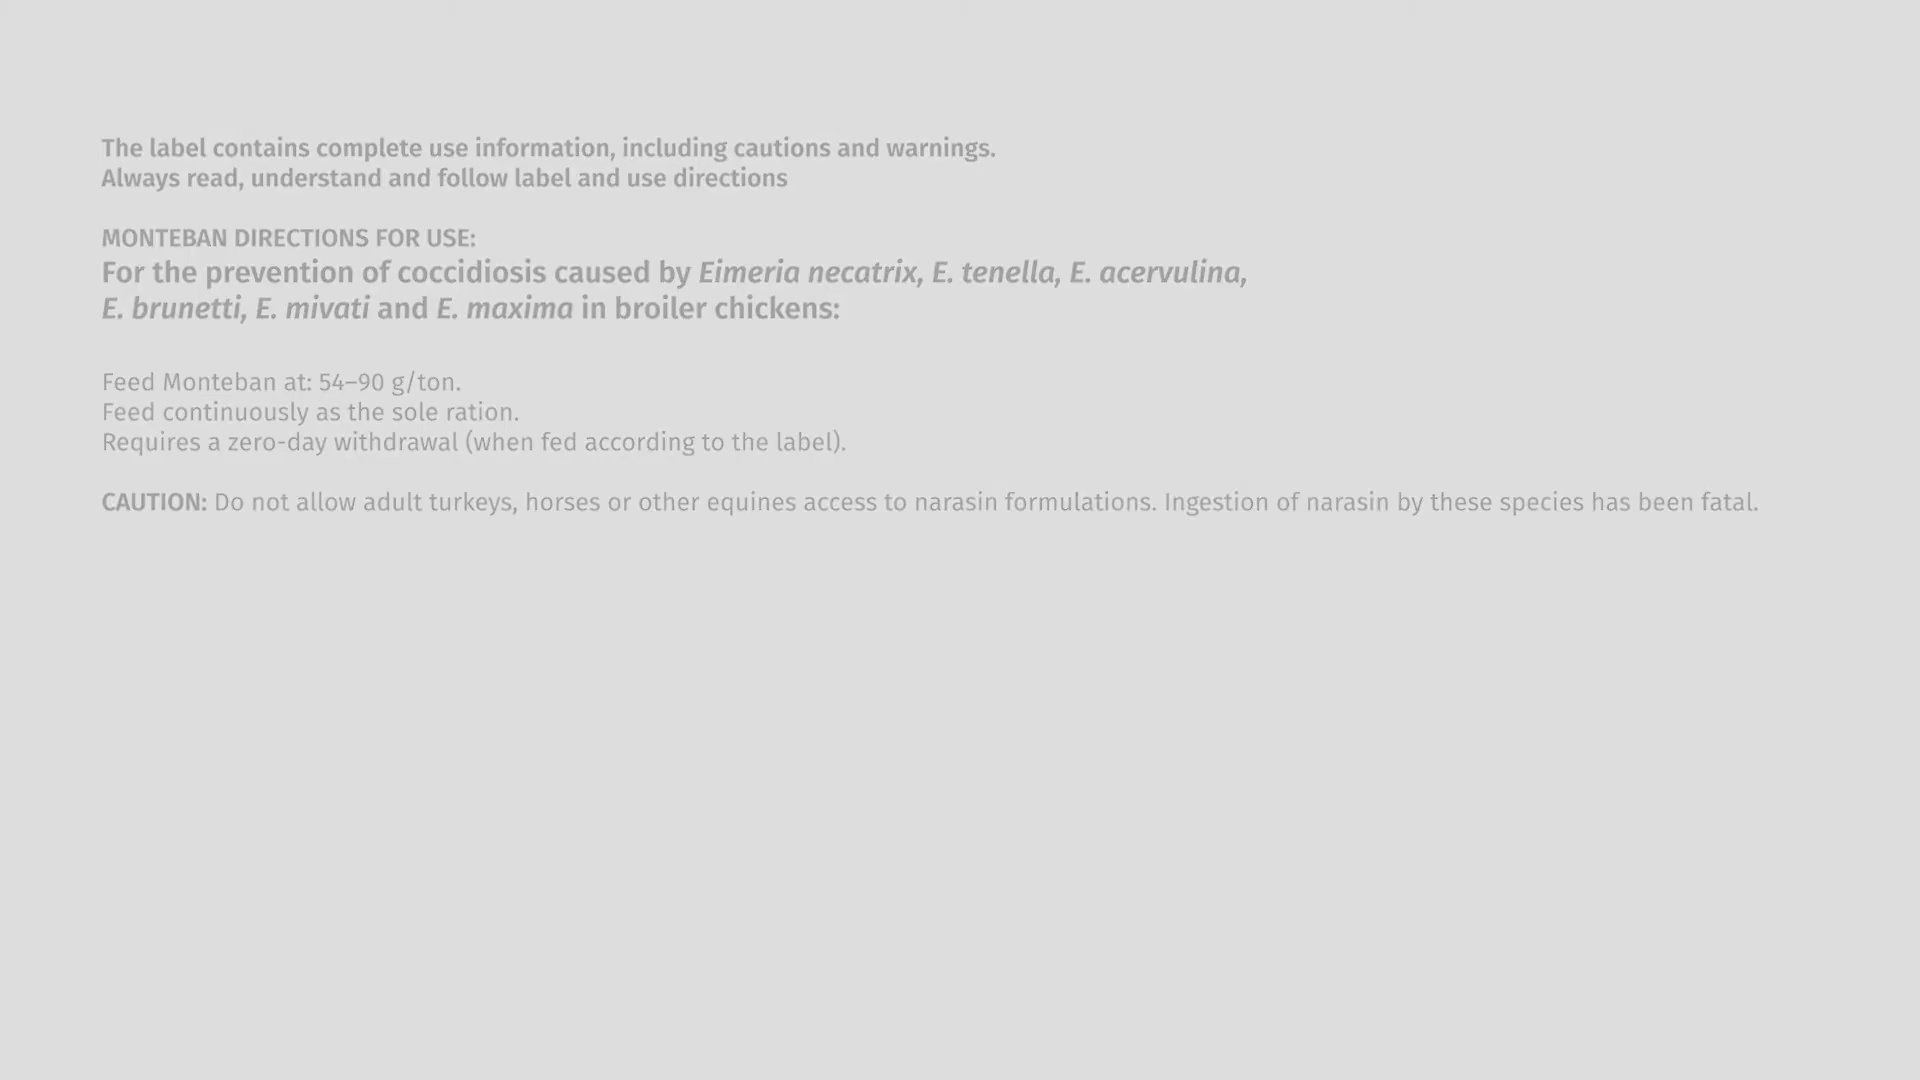 The label contains complete use information, including cautions and warnings.
Always read, understand and follow label and use directions
MONTEBAN DIRECTIONS FOR USE:
For the prevention of coccidiosis caused by Eimeria necatrix, E. tenella, E. acervulina,
E. brunetti, E. mivati and E. maxima in broiler chickens:
Feed Monteban at: 54–90 g/ton.
Feed continuously as the sole ration.
Requires a zero-day withdrawal (when fed according to the label).
CAUTION: Do not allow adult turkeys, horses or other equines access to narasin formulations. Ingestion of narasin by these species has been fatal.